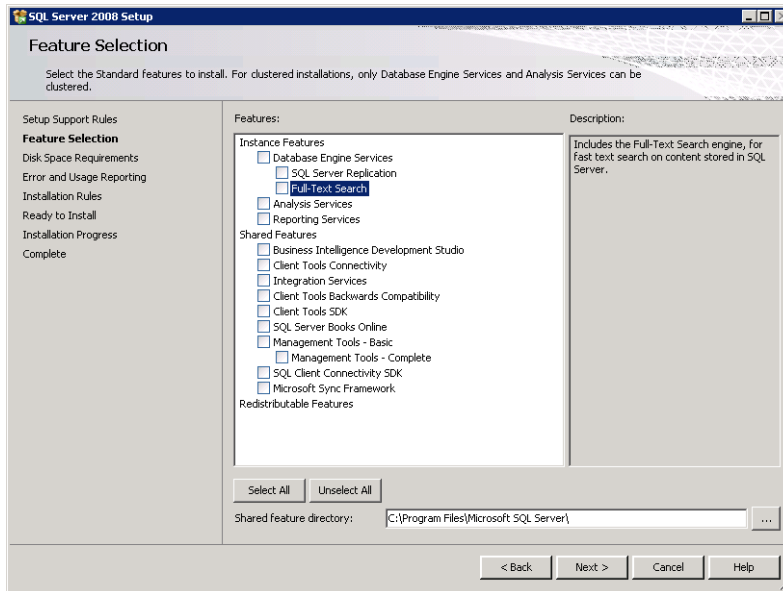 SQL Server 2008 Setup
Feature Selection
Select the Standard features to install. For clustered installations, only Database Engine Services and Analysis Services can be
clustered.
Setup Support Rules
Feature Selection
Disk Space Requirements
Error and Usage Reporting
Installation Rules
Ready to Install
Installation Progress
Complete
Features:
Instance Features
Database Engine Services
SQL Server Replication
Full-Text Search
Analysis Services
Reporting Services
Shared Features
Business Intelligence Development Studio
Client Tools Connectivity
Integration Services
Client Tools Backwards Compatibility
Client Tools SDK
SQL Server Books Online
Management Tools - Basic
Management Tools - Complete
SQL Client Connectivity SDK
Microsoft Sync Framework
Redistributable Features
Description:
Includes the Full-Text Search engine, for
fast text search on content stored in SQL
Server.
Select All
Unselect All
Shared feature directory:
C:\Program Files\Microsoft SQL Server\
...
< Back
Next >
Cancel
Help